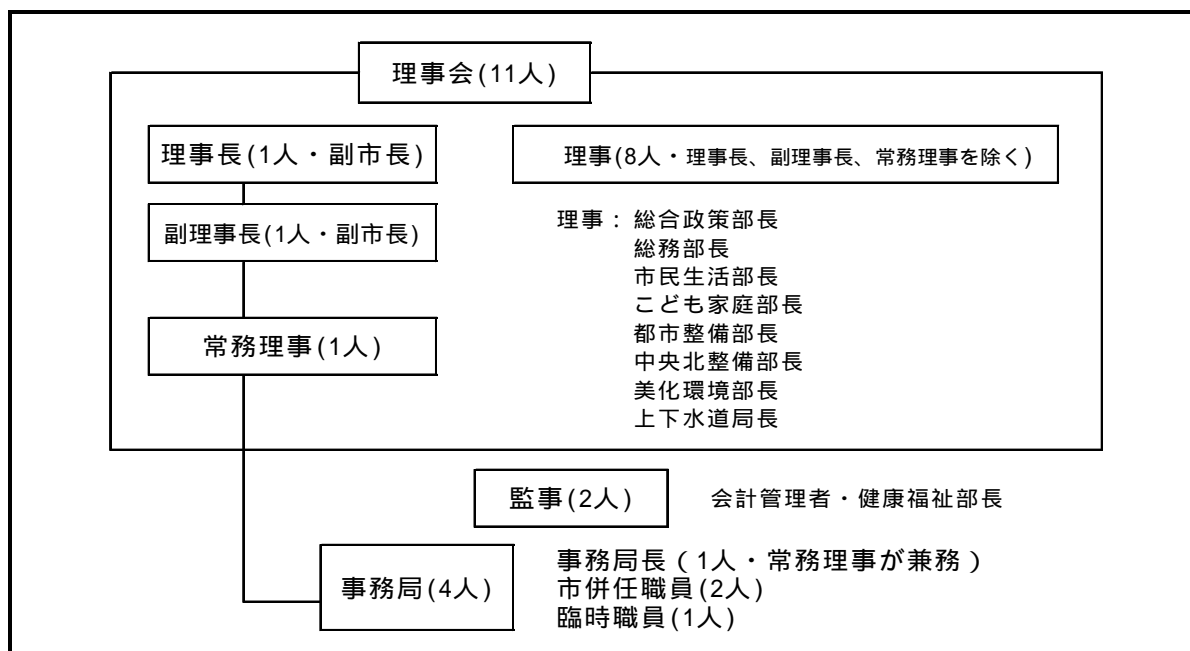 理事会(11人)
理事長(1人・副市長)
理事(8人・理事長、副理事長、常務理事を除く)
副理事長(1人・副市長)
理事：総合政策部長
総務部長
市民生活部長
こども家庭部長
都市整備部長
中央北整備部長
美化環境部長
上下水道局長
常務理事(1人)
監事(2人)
会計管理者・健康福祉部長
事務局(4人)
事務局長（1人・常務理事が兼務）
市併任職員(2人)
臨時職員(1人)